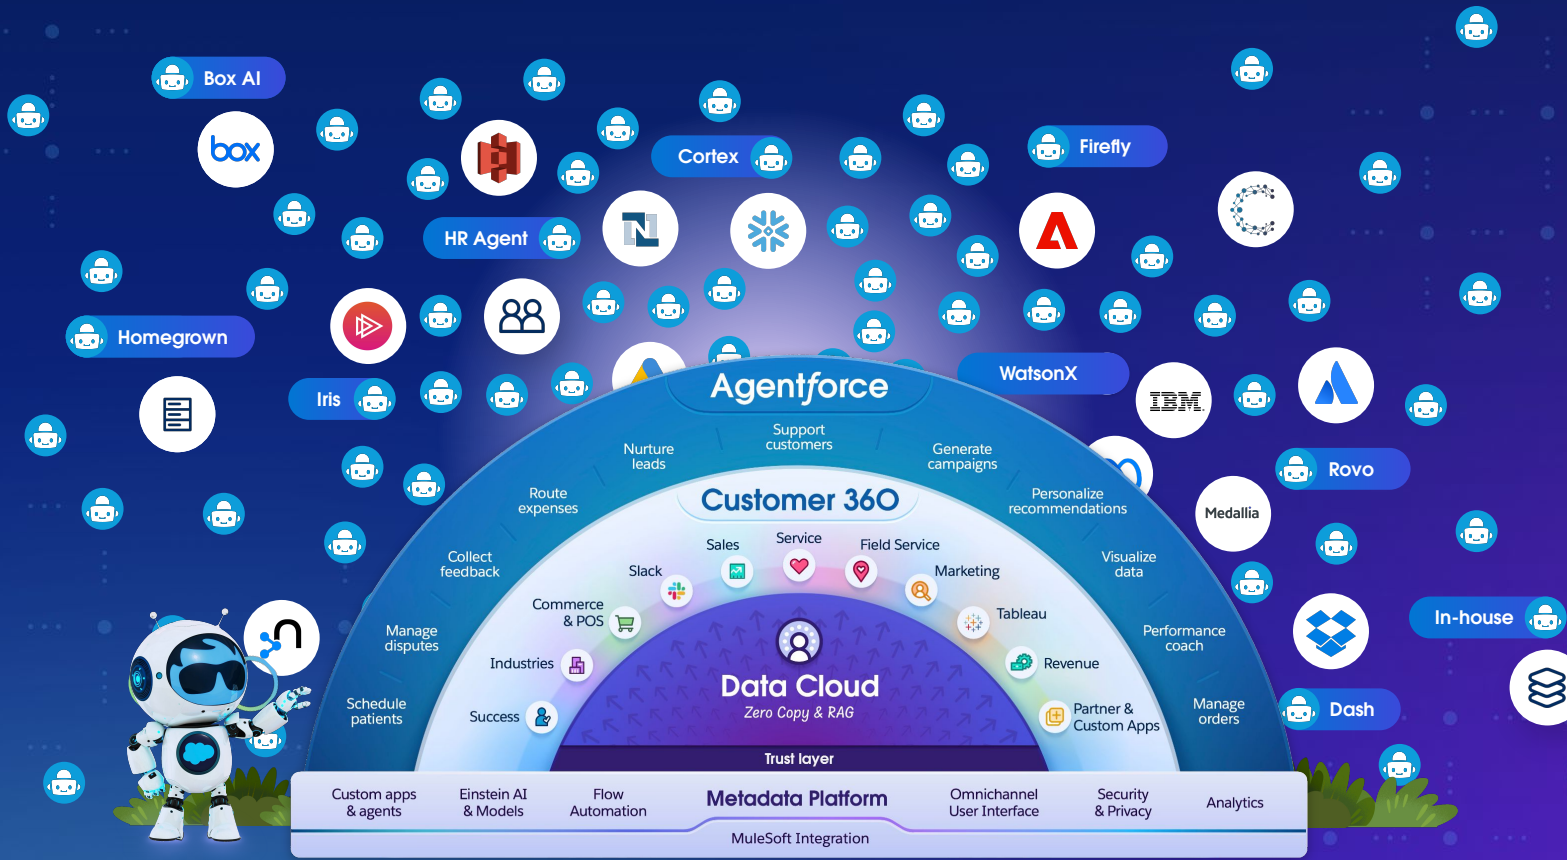 Box AI
box
Cortex
Firefly
HR Agent
N
Homegrown
Iris
WatsonX
IBM
Rovo
Medallia
In-house
Dash
n
Agentforce
Schedule
patients
Manage
disputes
Collect
feedback
Route
expenses
Nurture
leads
Support
customers
Generate
campaigns
Personalize
recommendations
Visualize
data
Performance
coach
Manage
orders
Customer 360
Success
Industries
Commerce
& POS
Slack
Sales
Service
Field Service
Marketing
Tableau
Revenue
Partner &
Custom Apps
Data Cloud
Zero Copy & RAG
Trust layer
Custom apps
& agents
Einstein AI
& Models
Flow
Automation
Metadata Platform
Omnichannel
User Interface
Security
& Privacy
Analytics
MuleSoft Integration